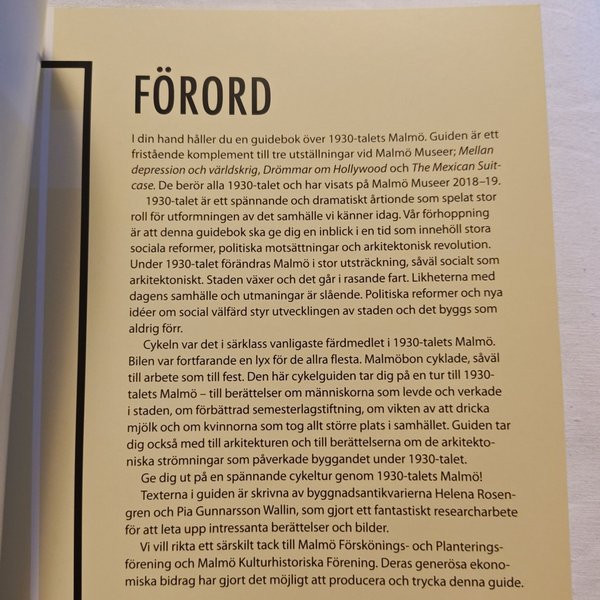 FÖRORD
I din hand håller du en guidebok över 1930-talets Malmö. Guiden är ett
fristående komplement till tre utställningar vid Malmö Museer; Mellan
depression och världskrig, Drömmar om Hollywood och The Mexican Suit-
case. De berör alla 1930-talet och har visats på Malmö Museer 2018–19.
1930-talet är ett spännande och dramatiskt årtionde som spelat stor
roll för utformningen av det samhälle vi känner idag. Vår förhoppning
är att denna guidebok ska ge dig en inblick i en tid som innehöll stora
sociala reformer, politiska motsättningar och arkitektonisk revolution.
Under 1930-talet förändras Malmö i stor utsträckning, såväl socialt som
arkitektoniskt. Staden växer och det går i rasande fart. Likheterna med
dagens samhälle och utmaningar är slående. Politiska reformer och nya
idéer om social välfärd styr utvecklingen av staden och det byggs som
aldrig förr.
Cykeln var det i särklass vanligaste färdmedlet i 1930-talets Malmö.
Bilen var fortfarande en lyx för de allra flesta. Malmöbon cyklade, såväl
till arbete som till fest. Den här cykelguiden tar dig på en tur till 1930-
talets Malmö – till berättelser om människorna som levde och verkade
i staden, om förbättrad semesterlagstiftning, om vikten av att dricka
mjölk och om kvinnorna som tog allt större plats i samhället. Guiden tar
dig också med till arkitekturen och till berättelserna om de arkitekto-
niska strömningar som påverkade byggandet under 1930-talet.
Ge dig ut på en spännande cykeltur genom 1930-talets Malmö!
Texterna i guiden är skrivna av byggnadsantikvarierna Helena Rosen-
gren och Pia Gunnarsson Wallin, som gjort ett fantastiskt researcharbete
för att leta upp intressanta berättelser och bilder.
Vi vill rikta ett särskilt tack till Malmö Förskönings- och Planterings-
förening och Malmö Kulturhistoriska Förening. Deras generösa ekono-
miska bidrag har gjort det möjligt att producera och trycka denna guide.